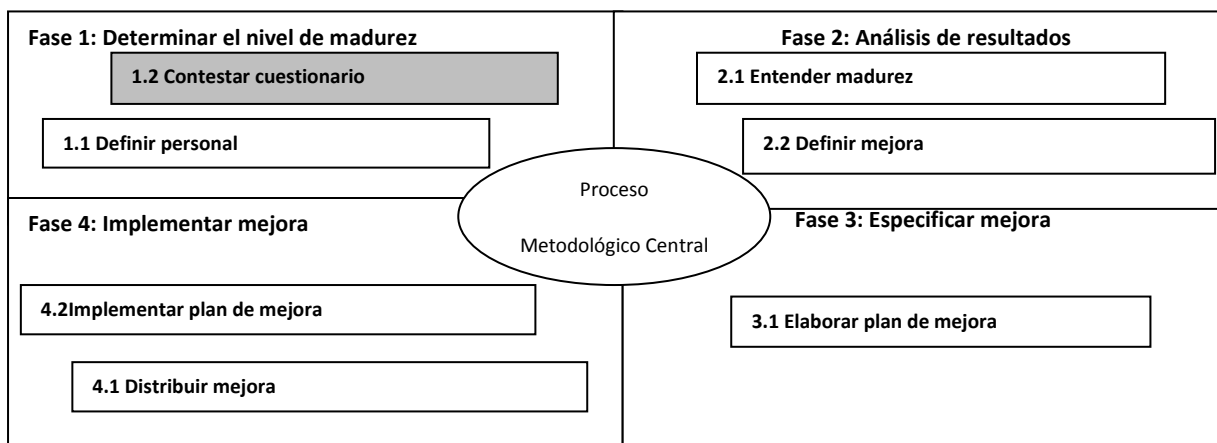 Fase 1: Determinar el nivel de madurez
1.2 Contestar cuestionario
1.1 Definir personal
Fase 2: Análisis de resultados
2.1 Entender madurez
2.2 Definir mejora
Proceso
Metodológico Central
Fase 4: Implementar mejora
4.2Implementar plan de mejora
4.1 Distribuir mejora
Fase 3: Especificar mejora
3.1 Elaborar plan de mejora